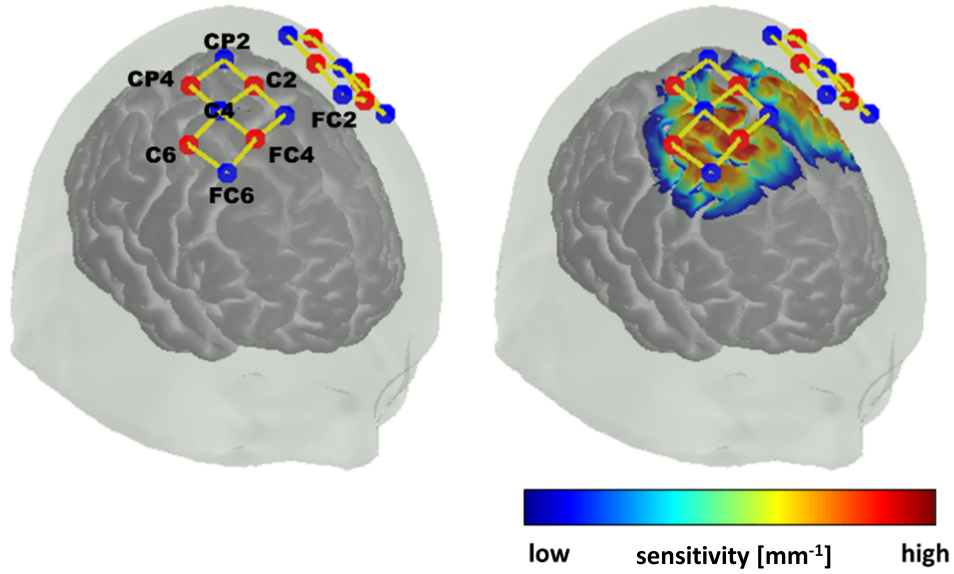 CP2
CP4
C2
C4
FC2
C6
FC4
FC6
low sensitivity [mm-1] high